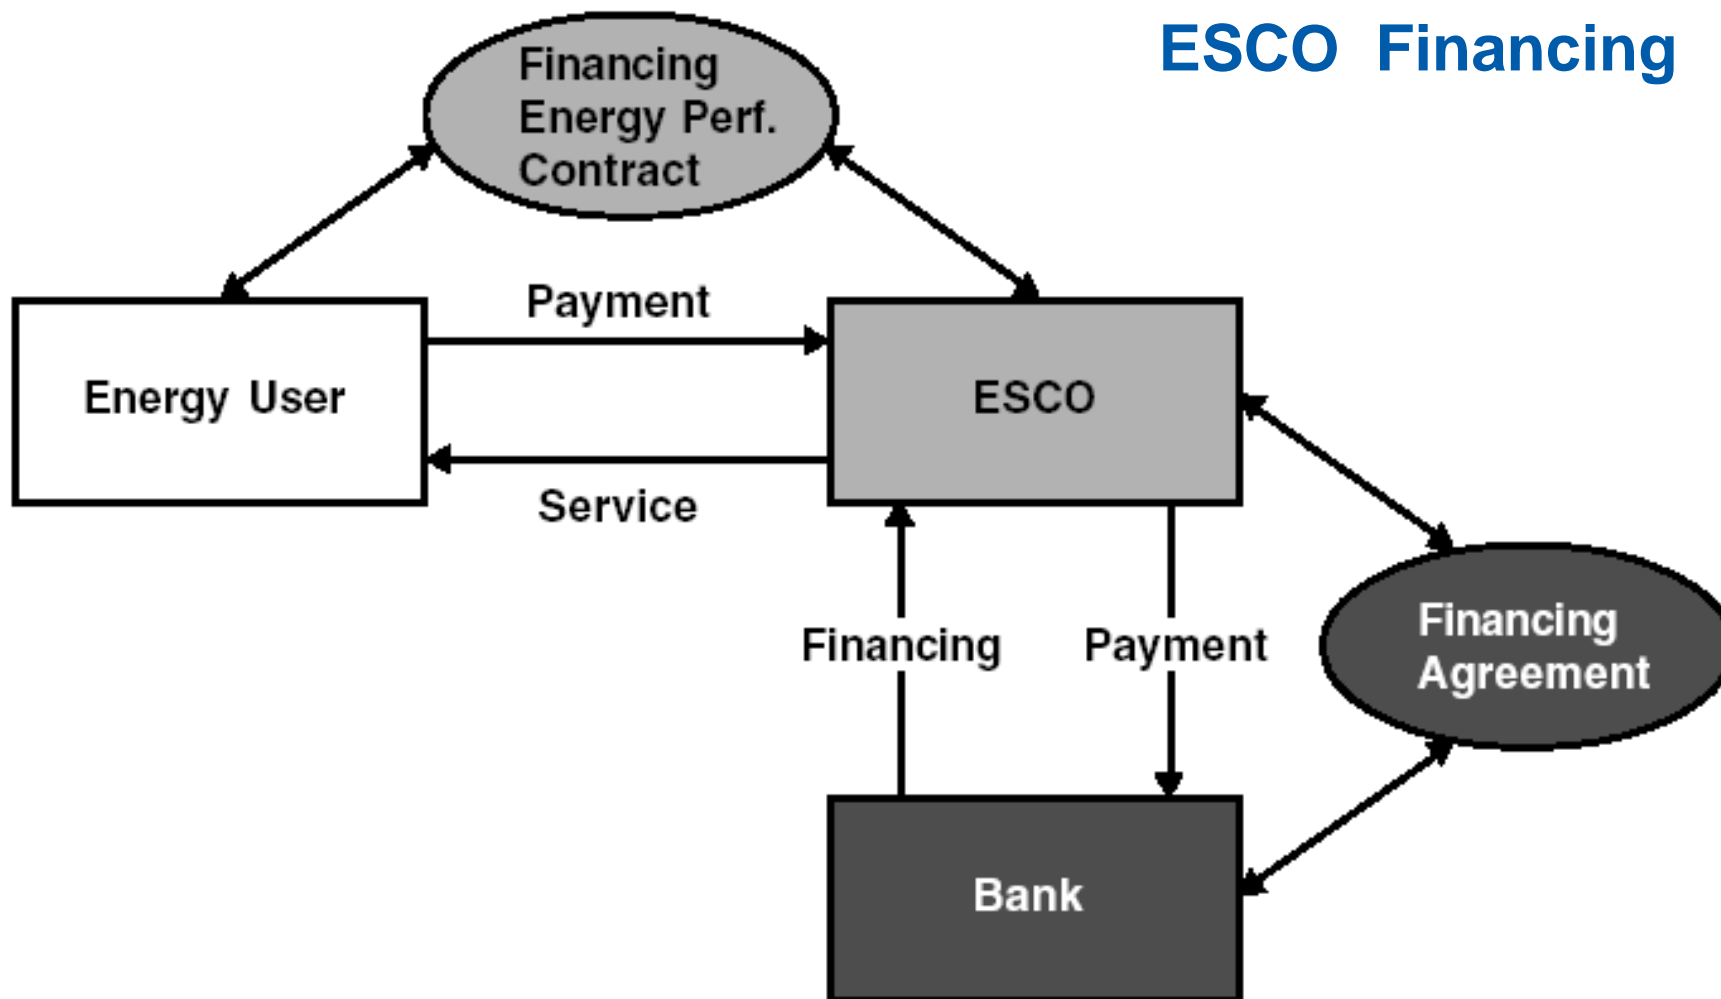 ESCO Financing
Financing
Energy Perf.
Contract
Payment
Energy User
ESCO
Service
Financing
Payment
Financing
Agreement
Bank